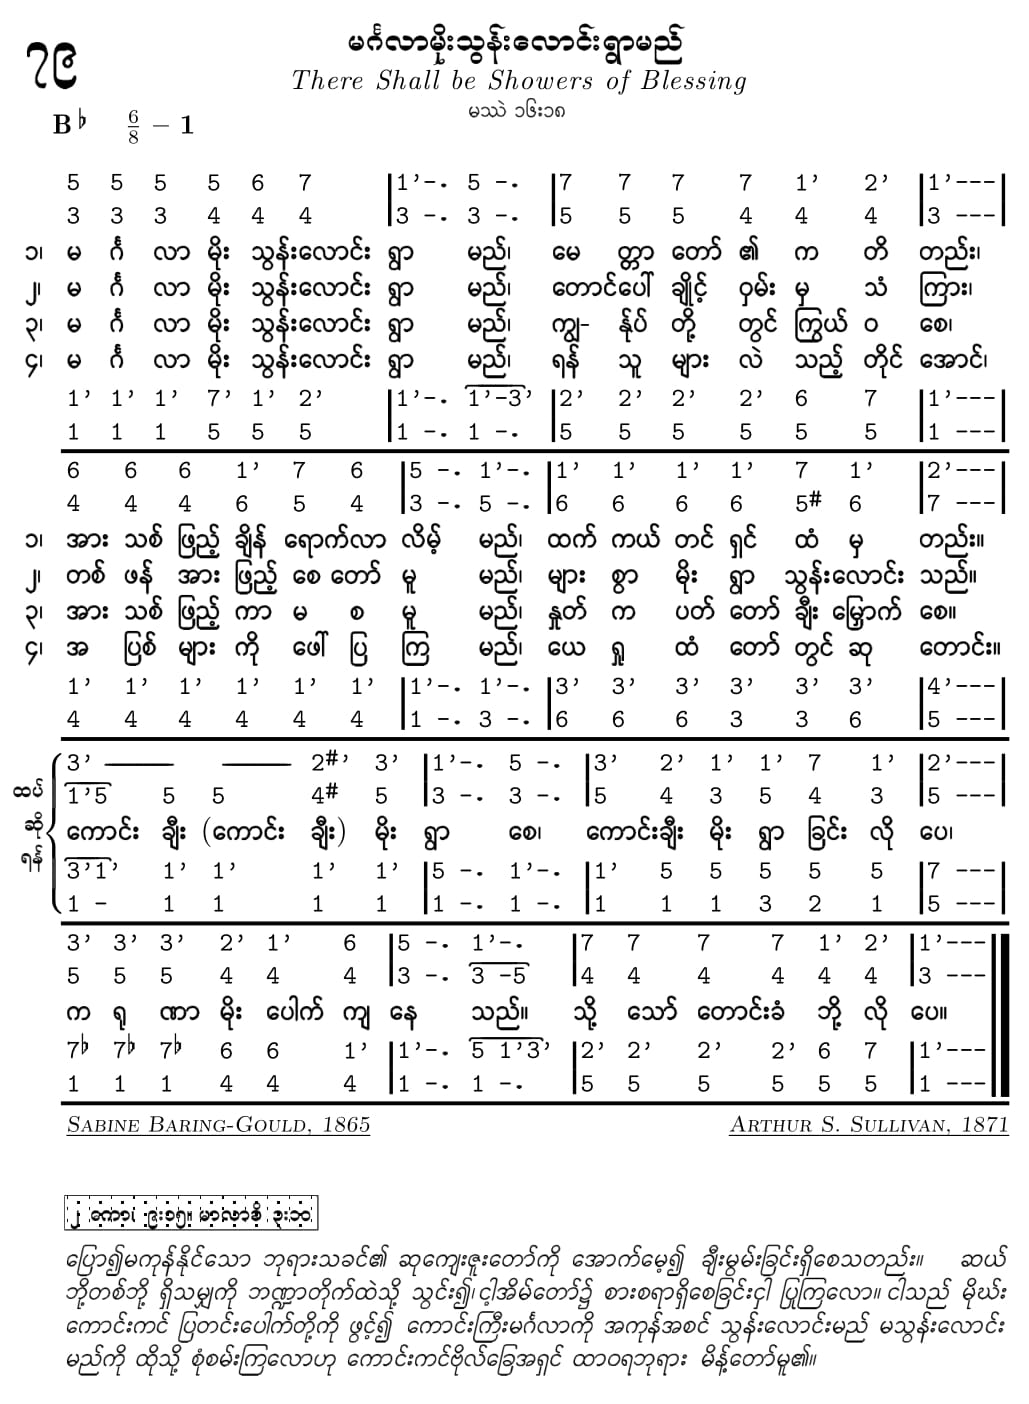 ၇၉
မင်္ဂလာမိုးသွန်းလောင်းရွာမည်
There Shall be Showers of Blessing
မဿဲ ၁၆း၁၈
B♭ 6/8 – 1
5 5 5 5 6 7 |1’-. 5 -. |7 7 7 7 1’ 2’ |1’---|
3 3 3 4 4 4 |3 -. 3 -. |5 5 5 4 4 4 |3 ---|
၁၊ မ င်္ဂ လာ မိုး သွန်းလောင်း ရွာ မည်၊ မေ တ္တာ တော် ၏ က တိ တည်း၊
၂၊ မ င်္ဂ လာ မိုး သွန်းလောင်း ရွာ မည်၊ တောင်ပေါ် ချိုင့် ဝှမ်း မှ သံ ကြား၊
၃၊ မ င်္ဂ လာ မိုး သွန်းလောင်း ရွာ မည်၊ ကျွ- န်ုပ် တို့ တွင် ကြွယ် ဝ စေ၊
၄၊ မ င်္ဂ လာ မိုး သွန်းလောင်း ရွာ မည်၊ ရန် သူ များ လဲ သည့် တိုင် အောင်၊
1’ 1’ 1’ 7’ 1’ 2’ |1’-. 1’-3’ |2’ 2’ 2’ 2’ 6 7 |1’---|
1 1 1 5 5 5 |1 -. 1 -. |5 5 5 5 5 5 |1 ---|
6 6 6 1’ 7 6 |5 -. 1’-. |1’ 1’ 1’ 1’ 7 1’ |2’---|
4 4 4 6 5 4 |3 -. 5 -. |6 6 6 6 5# 6 |7 ---|
၁၊ အား သစ် ဖြည့် ချိန် ရောက်လာ လိမ့် မည်၊ ထက် ကယ် တင် ရှင် ထံ မှ တည်း။
၂၊ တစ် ဖန် အား ဖြည့် စေ တော် မူ မည်၊ များ စွာ မိုး ရွာ သွန်းလောင်း သည်။
၃၊ အား သစ် ဖြည့် ကာ မ စ မူ မည်၊ နှုတ် က ပတ် တော် ချီး မြှောက် စေ။
၄၊ အ ပြစ် များ ကို ဖေါ် ပြ ကြ မည်၊ ယေ ရှု ထံ တော် တွင် ဆု တောင်း။
1’ 1’ 1’ 1’ 1’ 1’ |1’-. 1’-. |3’ 3’ 3’ 3’ 3’ 3’ |4’---|
4 4 4 4 4 4 |1 -. 3 -. |6 6 6 3 3 6 |5 ---|
3’ —— —— 2#’ 3’ |1’-. 5 -. |3’ 2’ 1’ 1’ 7 1’ |2’---|
1’5 5 5 4# 5 |3 -. 3 -. |5 4 3 5 4 3 |5 ---|
ထပ်ဆိုရန် ကောင်း ချီး (ကောင်း ချီး) မိုး ရွာ စေ၊ ကောင်းချီး မိုး ရွာ ခြင်း လို ပေ၊
3’1’ 1’ 1’ 1’ 1’ |5 -. 1’-. |1’ 5 5 5 5 5 |7 ---|
1 - 1 1 1 1 |1 -. 1 -. |1 1 1 3 2 1 |5 ---|
3’ 3’ 3’ 2’ 1’ 6 |5 -. 1’-. |7 7 7 7 1’ 2’ |1’---
5 5 5 4 4 4 |3 -. 3 -5 |4 4 4 4 4 4 |3 ---
က ရု ဏာ မိုး ပေါက် ကျ နေ သည်။ သို့ သော် တောင်းခံ ဘို့ လို ပေ။
7♭ 7♭ 7♭ 6 6 1’ |1’-. 5 1’3’ |2’ 2’ 2’ 2’ 6 7 |1’---
1 1 1 4 4 4 |1 -. 1 -. |5 5 5 5 5 5 |1 ---
SABINE BARING-GOULD, 1865
ARTHUR S. SULLIVAN, 1871
၂ ကော၊ ၉း၁၅။ မာလာခိ ၃း၁၀
ပြော၍မကုန်နိုင်သော ဘုရားသခင်၏ ဆုကျေးဇူးတော်ကို အောက်မေ့၍ ချီးမွမ်းခြင်းရှိစေသတည်း။ ဆယ်
ဘို့တစ်ဘို့ ရှိသမျှကို ဘဏ္ဍာတိုက်ထဲသို့ သွင်း၍၊ ငါ့အိမ်တော်၌ စားစရာရှိစေခြင်းငှါ ပြုကြလော။ ငါသည် မိုဃ်း
ကောင်းကင် ပြတင်းပေါက်တို့ကို ဖွင့်၍ ကောင်းကြီးမင်္ဂလာကို အကုန်အစင် သွန်းလောင်းမည် မသွန်းလောင်း
မည်ကို ထိုသို့ စုံစမ်းကြလောဟု ကောင်းကင်ဗိုလ်ခြေအရှင် ထာဝရဘုရား မိန့်တော်မူ၏။